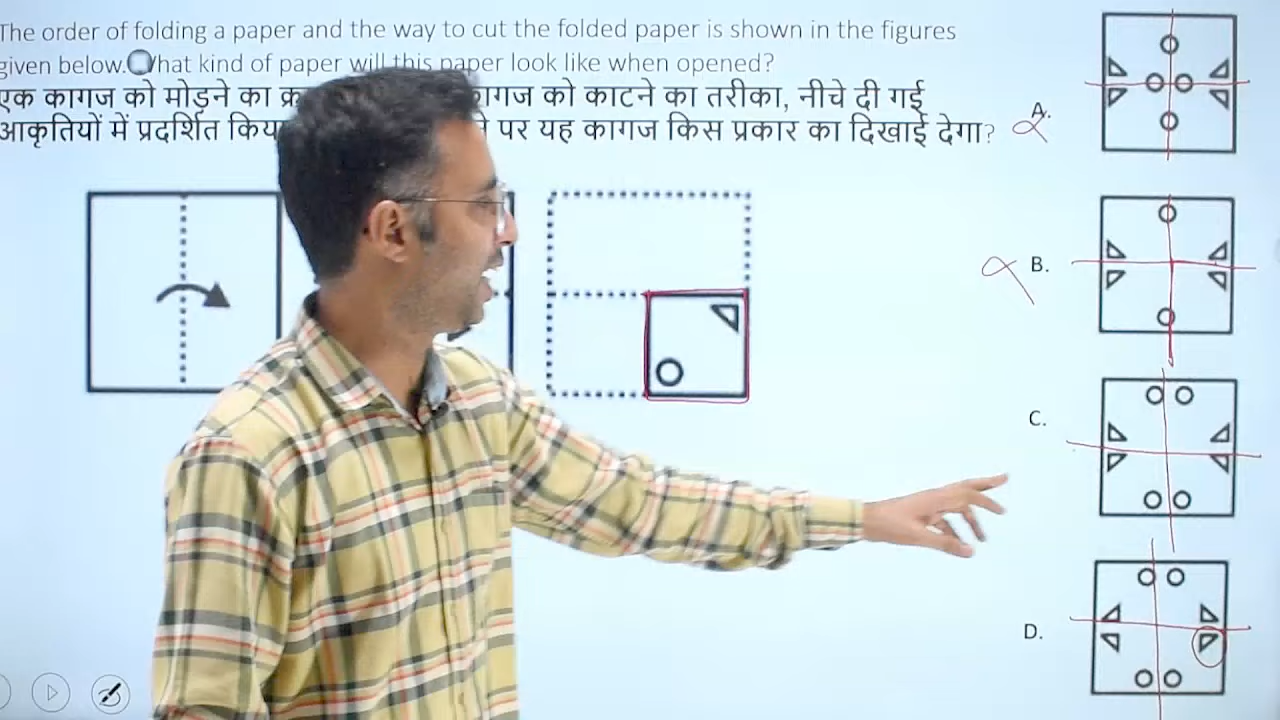 The order of folding a paper and the way to cut the folded paper is shown in the figures
given below. What kind of paper will this paper look like when opened?
एक कागज को मोड़ने का क्र कागज को काटने का तरीका, नीचे दी गई
आकृतियों में प्रदर्शित किय पर यह कागज किस प्रकार का दिखाई देगा?
A.
B.
C.
D.